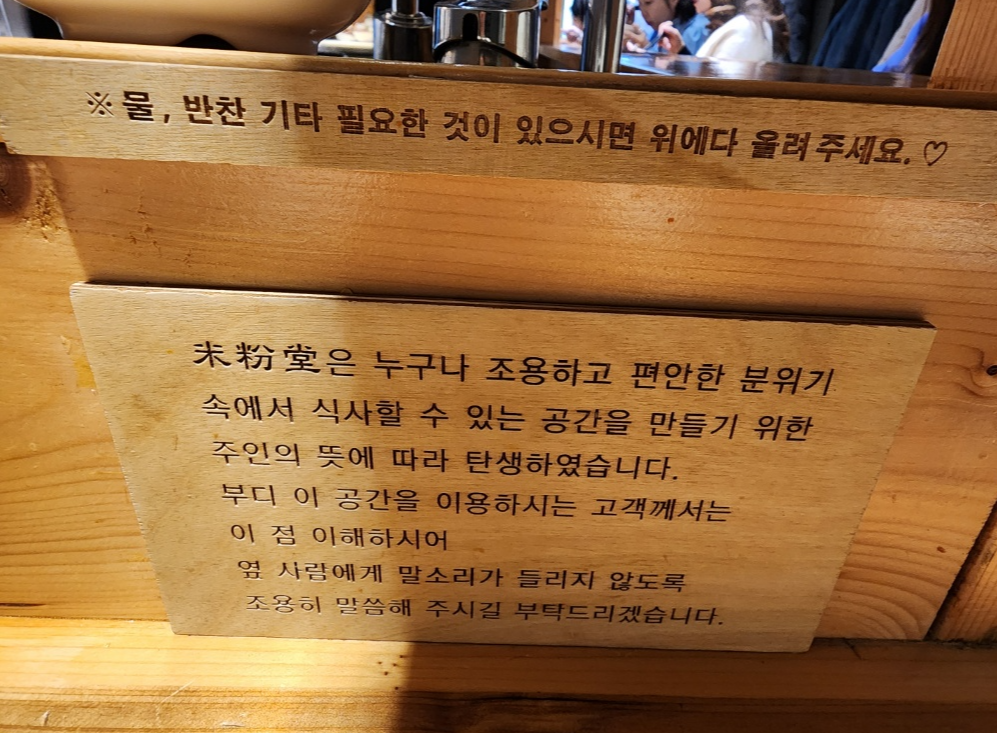 ※물, 반찬 기타 필요한 것이 있으시면 위에다 올려주세요.♡
米粉堂은 누구나 조용하고 편안한 분위기
속에서 식사할 수 있는 공간을 만들기 위한
주인의 뜻에 따라 탄생하였습니다.
부디 이 공간을 이용하시는 고객께서는
이 점 이해하시어
옆 사람에게 말소리가 들리지 않도록
조용히 말씀해 주시길 부탁드리겠습니다.